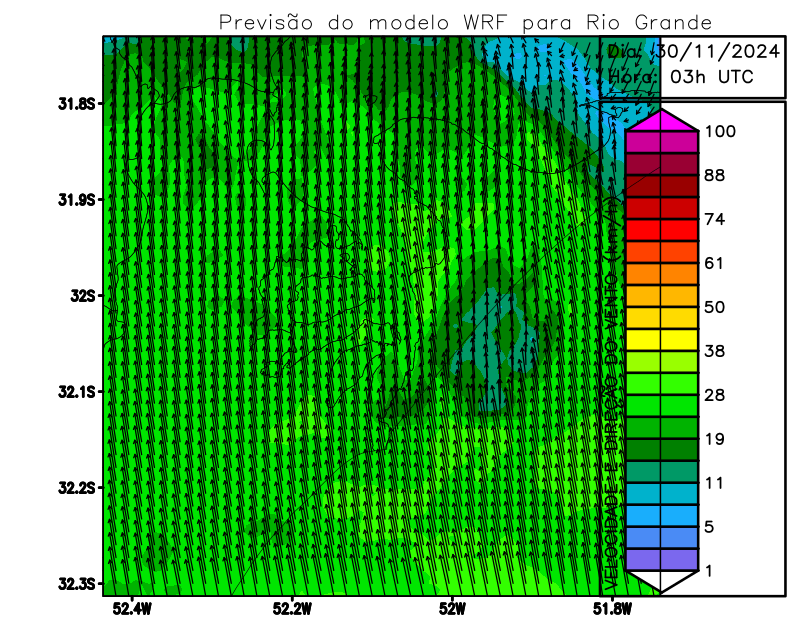 Previsão do modelo WRF para Rio Grande
Dia: 30/11/2024
Hora: 03h UTC
31.8S
31.9S
32S
32.1S
32.2S
32.3S
52.4W
52.2W
52W
51.8W
VELOCIDADE E DIREÇÃO DO VENTO (km/h)
100
88
74
61
50
38
28
19
11
5
1